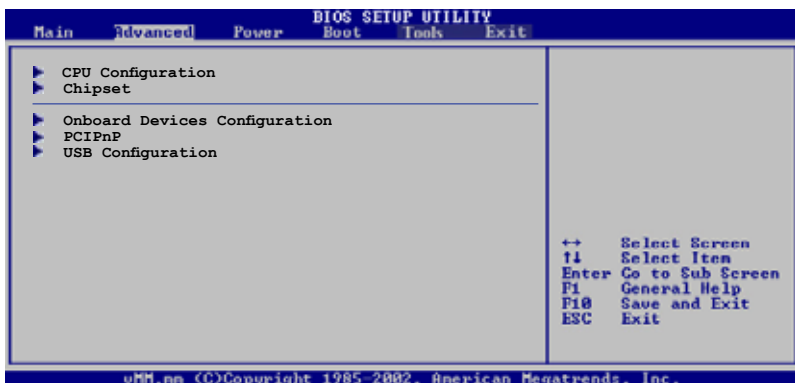 BIOS SETUP UTILITY
Main Advanced Power Boot Tools Exit
CPU Configuration
Chipset
Onboard Devices Configuration
PCIPnP
USB Configuration
↔ Select Screen
↑↓ Select Item
Enter Go to Sub Screen
F1 General Help
F10 Save and Exit
ESC Exit
vMM.nn (C)Copyright 1985-2002, American Megatrends, Inc.